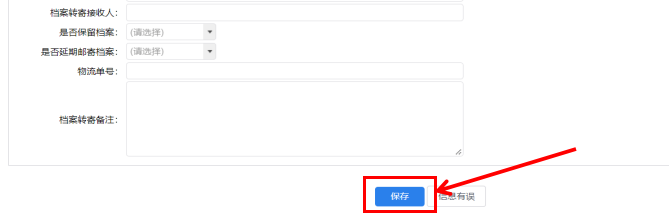 档案转寄接收人：
是否保留档案： (请选择)
是否延期邮寄档案： (请选择)
物流单号：
档案转寄备注：
保存 信息有误